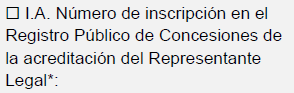 ☐ I.A. Número de inscripción en el
Registro Público de Concesiones de
la acreditación del Representante
Legal*: